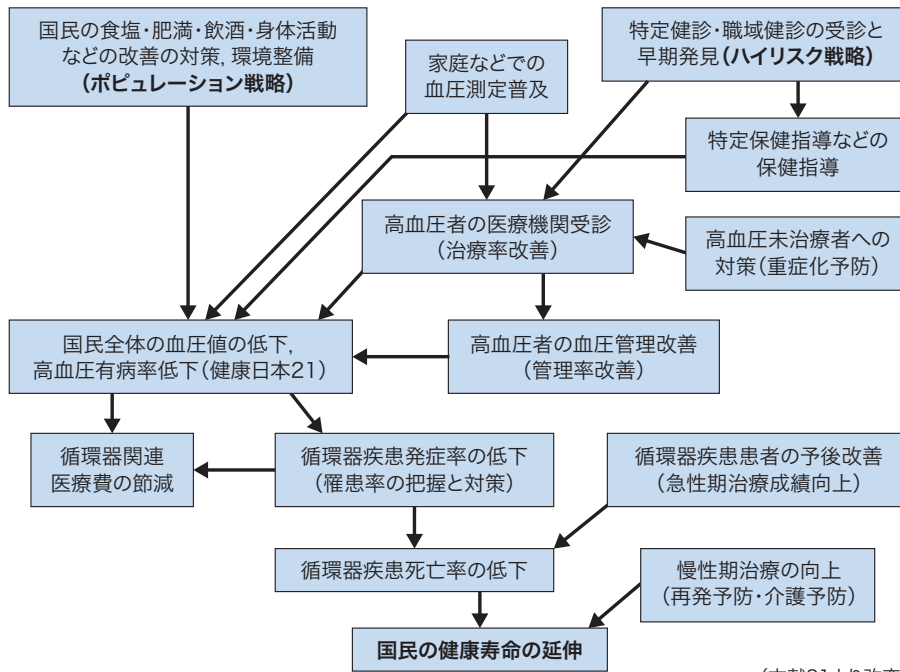 国民の食塩・肥満・飲酒・身体活動
などの改善の対策, 環境整備
(ポピュレーション戦略)
家庭などでの
血圧測定普及
特定健診・職域健診の受診と
早期発見(ハイリスク戦略)
特定保健指導などの
保健指導
高血圧者の医療機関受診
(治療率改善)
高血圧未治療者への
対策(重症化予防)
国民全体の血圧値の低下,
高血圧有病率低下(健康日本21)
高血圧者の血圧管理改善
(管理率改善)
循環器関連
医療費の節減
循環器疾患発症率の低下
(罹患率の把握と対策)
循環器疾患患者の予後改善
(急性期治療成績向上)
循環器疾患死亡率の低下
慢性期治療の向上
(再発予防・介護予防)
国民の健康寿命の延伸